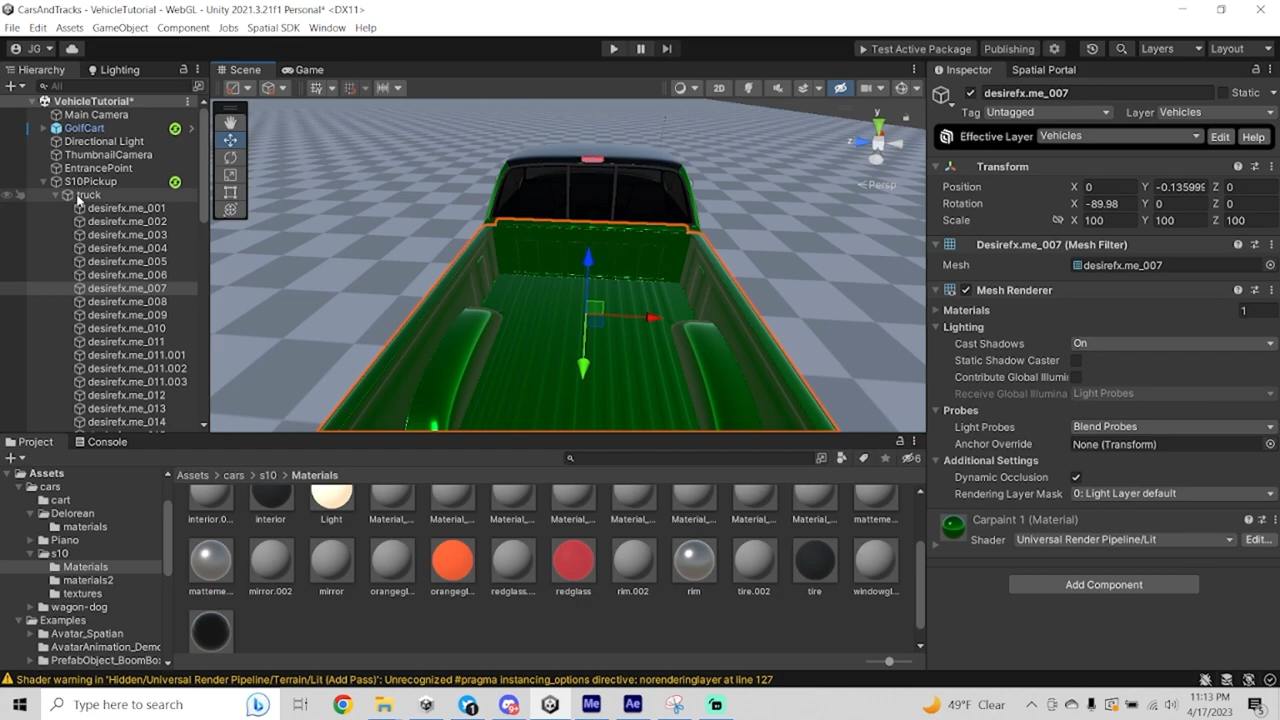 CarsAndTracks - VehicleTutorial - WebGL - Unity 2021.3.21f1 Personal* <DX11>
File Edit Assets GameObject Component Jobs Spatial SDK Window Help
JG Test Active Package Publishing Layers Layout
Hierarchy Lighting Scene Game Inspector Spatial Portal
All 2D
VehicleTutorial*
Main Camera
GolfCart
Directional Light
ThumbnailCamera
EntrancePoint
S10Pickup
truck
desirefx.me_001
desirefx.me_002
desirefx.me_003
desirefx.me_004
desirefx.me_005
desirefx.me_006
desirefx.me_007
desirefx.me_008
desirefx.me_009
desirefx.me_010
desirefx.me_011
desirefx.me_011.001
desirefx.me_011.002
desirefx.me_011.003
desirefx.me_012
desirefx.me_013
desirefx.me_014
y
z
Persp
desirefx.me_007 Static
Tag Untagged Layer Vehicles
Effective Layer Vehicles Edit Help
Transform
Position X 0 Y -0.135999 Z 0
Rotation X -89.98 Y 0 Z 0
Scale X 100 Y 100 Z 100
Desirefx.me_007 (Mesh Filter)
Mesh desirefx.me_007
Mesh Renderer
Materials 1
Lighting
Cast Shadows On
Static Shadow Caster
Contribute Global Illumi
Receive Global Illumina Light Probes
Probes
Light Probes Blend Probes
Anchor Override None (Transform)
Additional Settings
Dynamic Occlusion
Rendering Layer Mask 0: Light Layer default
Carpaint 1 (Material)
Shader Universal Render Pipeline/Lit Edit...
Add Component
Project Console
6
Assets
cars
cart
Delorean
materials
Piano
s10
Materials
materials2
textures
wagon-dog
Examples
Avatar_Spatian
AvatarAnimation_Demo
PrefabObject_BoomBo
Assets > cars > s10 > Materials
interior.0... interior Light Material_... Material_... Material_... Material_... Material_... Material_... Material_... Material_... matteme...
matteme... mirror.002 mirror orangegl... orangegl... redglass.... redglass rim.002 rim tire.002 tire windowgl...
Shader warning in 'Hidden/Universal Render Pipeline/Terrain/Lit (Add Pass)': Unrecognized #pragma instancing_options directive: norenderinglayer at line 127
Type here to search Me Ae 49°F Clear 11:13 PM
4/17/2023